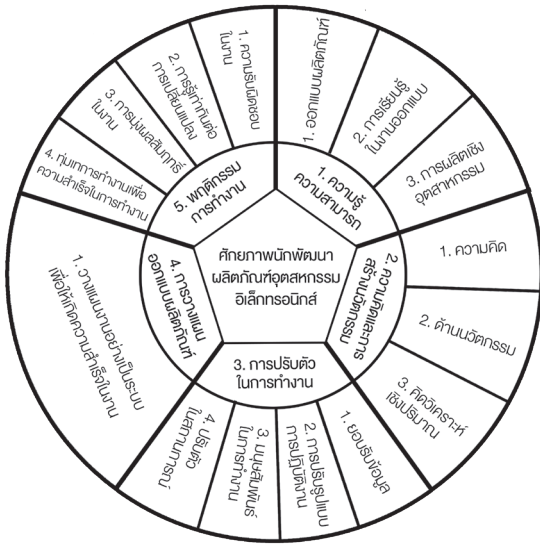 ศักยภาพนักพัฒนา
ผลิตภัณฑ์อุตสหกรรม
อิเล็กทรอนิกส์
1. ความรู้
ความสามารถ
1. ออกแบบผลิตภัณฑ์
2. การเรียนรู้
ในงานออกแบบ
3. การผลิตเชิง
อุตสาหกรรม
2. ความคิดและการ
สร้างนวัตกรรม
1. ความคิด
2. ด้านนวัตกรรม
3. คิดวิเคราะห์
เชิงปริมาณ
3. การปรับตัว
ในการทำงาน
1. ยอมรับข้อมูล
2. การปรับรูปแบบ
การปฏิบัติงาน
3. มนุษสัมพันธ์
ในการทำงาน
4. ปรับตัว
ในสถานการณ์
4. การวางแผน
ออกแบบผลิตภัณฑ์
1. วางแผนงานอย่างเป็นระบบ
เพื่อให้เกิดความสำเร็จในงาน
5. พฤติกรรม
การทำงาน
1. ความรับผิดชอบ
ในงาน
2. การรู้เท่าทันต่อ
การเปลี่ยนแปลง
3. การมุ่งผลสัมฤทธิ์
ในงาน
4. ทุ่มเทการทำงานเพื่อ
ความสำเร็จในการทำงาน